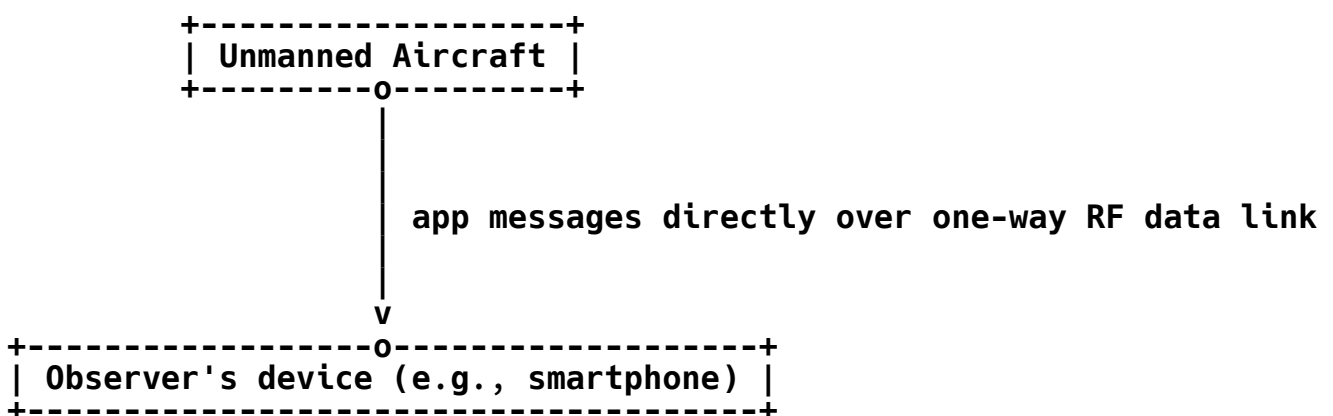 Unmanned Aircraft
app messages directly over one-way RF data link
Observer's device (e.g., smartphone)